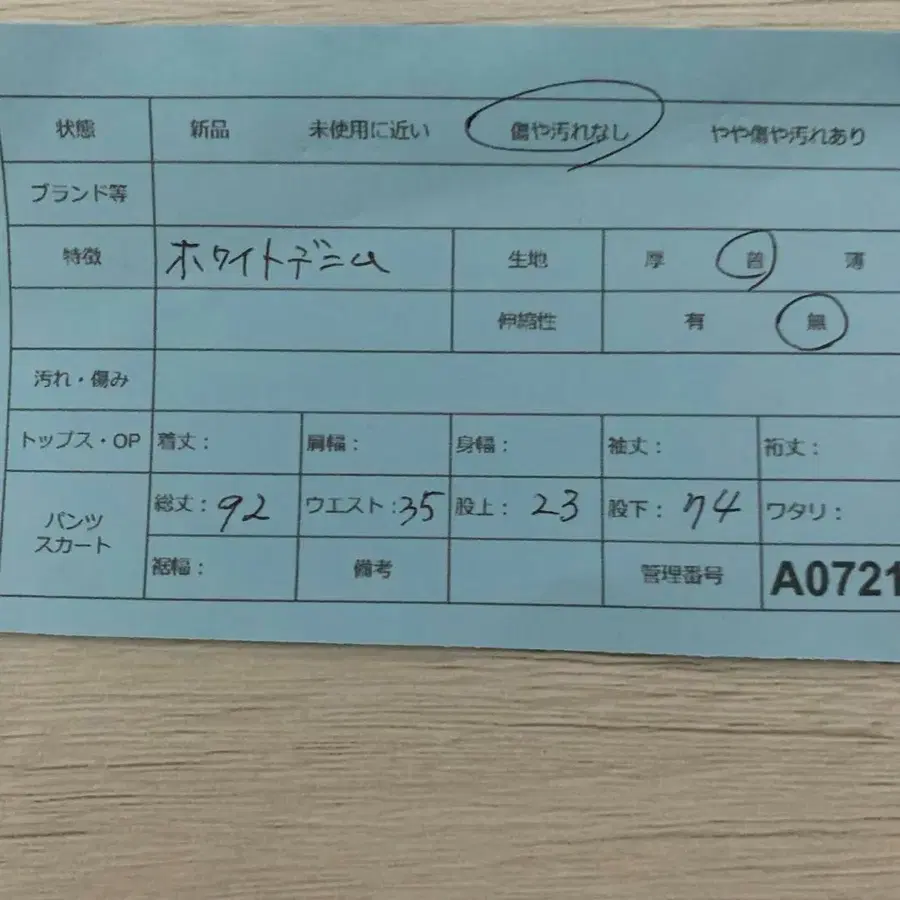 状態 新品 未使用に近い 傷や汚れなし やや傷や汚れあり
ブランド等
特徴 ホワイトデニム 生地 厚 普 薄
伸縮性 有 無
汚れ・傷み
トップス・OP 着丈： 肩幅： 身幅： 袖丈： 裄丈：
パンツ
スカート
総丈：92 ウエスト：35 股上：23 股下：74 ワタリ：
裾幅： 備考 管理番号 A0721